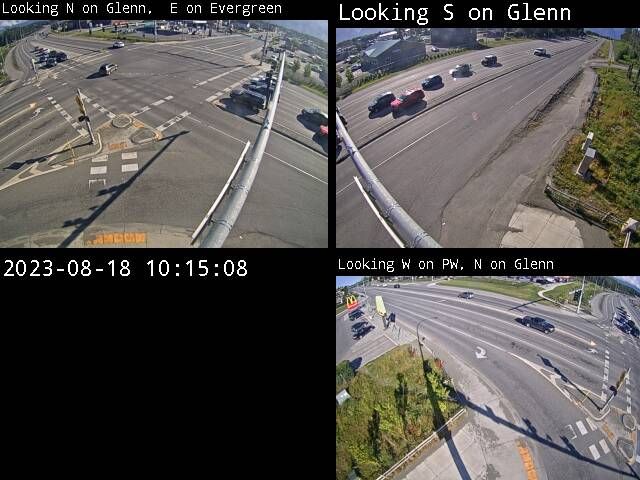 Looking N on Glenn,  E on Evergreen
Looking S on Glenn
2023-08-18 10:15:08
Looking W on PW, N on Glenn